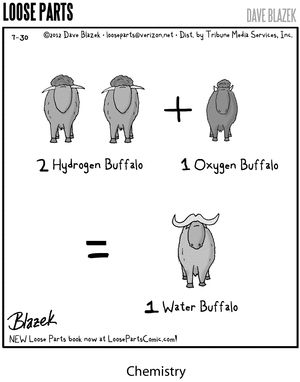 LOOSE PARTS DAVE BLAZEK
7-30 ©2012 Dave Blazek • looseparts@verizon.net • Dist. by Tribune Media Services, Inc.
+
2 Hydrogen Buffalo 1 Oxygen Buffalo
=
1 Water Buffalo
Blazek
NEW Loose Parts book now at LoosePartsComic.com!
Chemistry